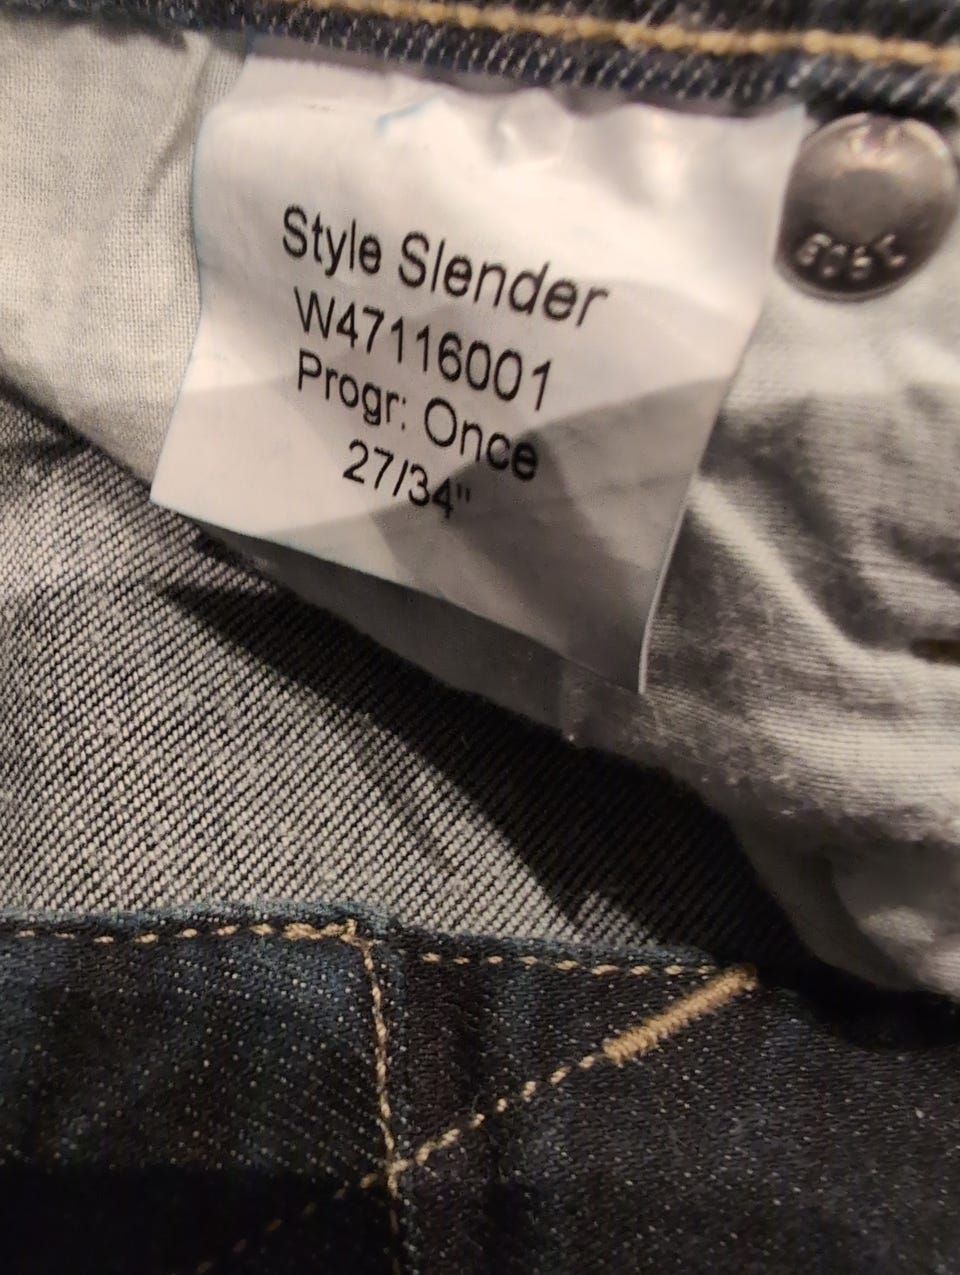 Style Slender
W47116001
Progr: Once
27/34"